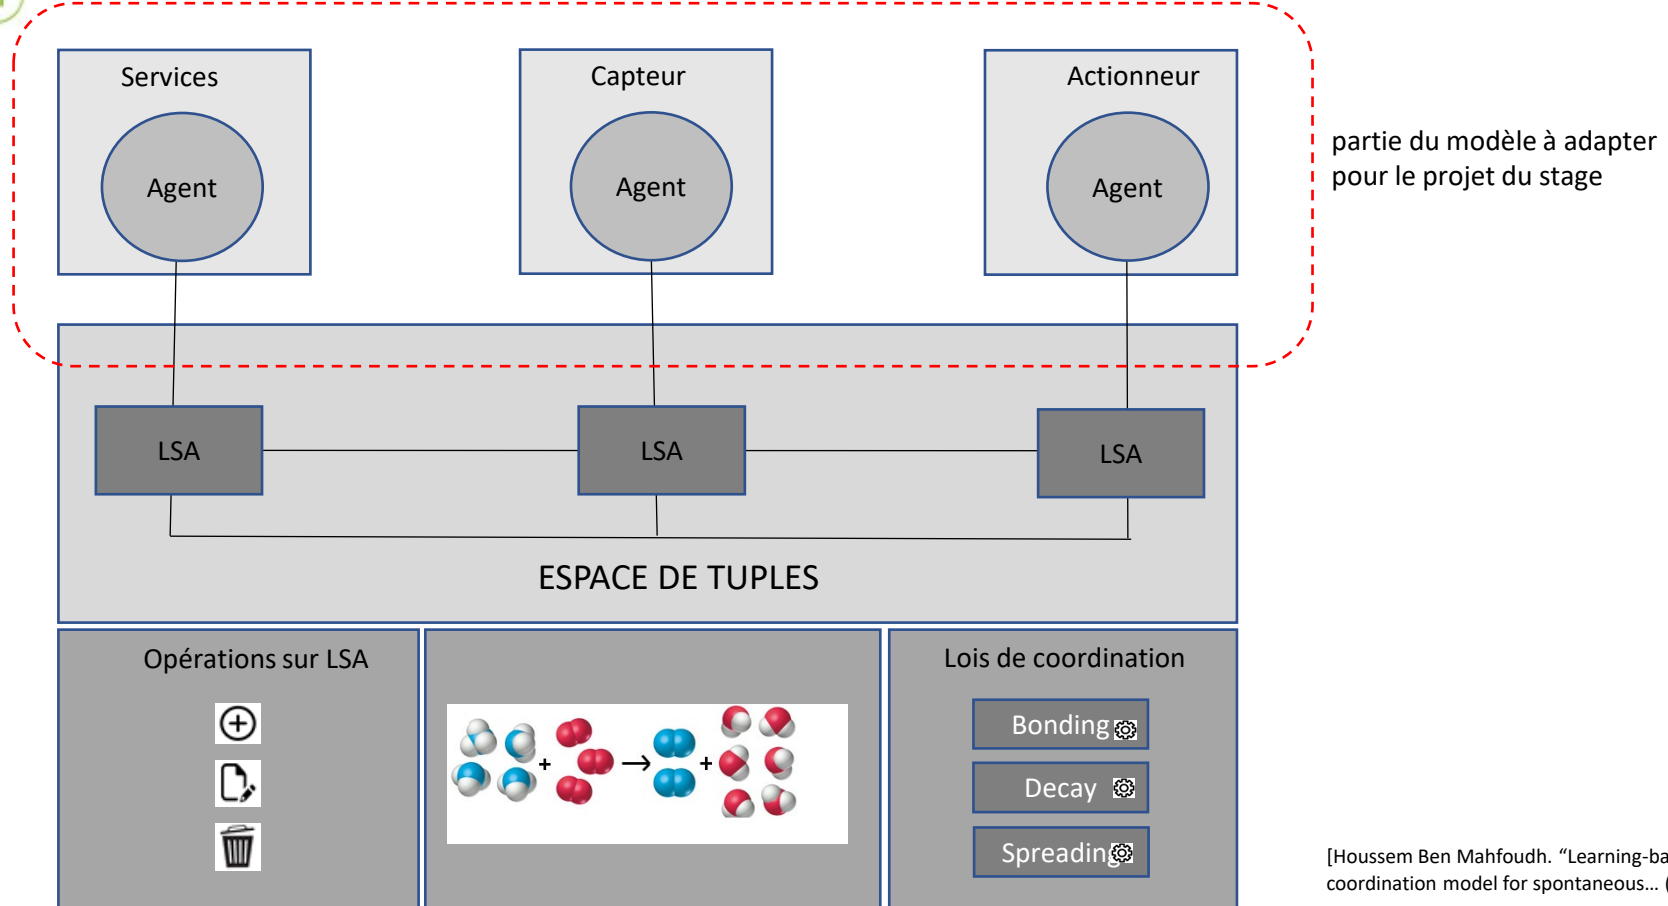 Services
Capteur
Actionneur
Agent
Agent
Agent
partie du modèle à adapter
pour le projet du stage
LSA
LSA
LSA
ESPACE DE TUPLES
Opérations sur LSA
Lois de coordination
+
→
+
Bonding
Decay
Spreading
[Houssem Ben Mahfoudh. “Learning-ba
coordination model for spontaneous... (